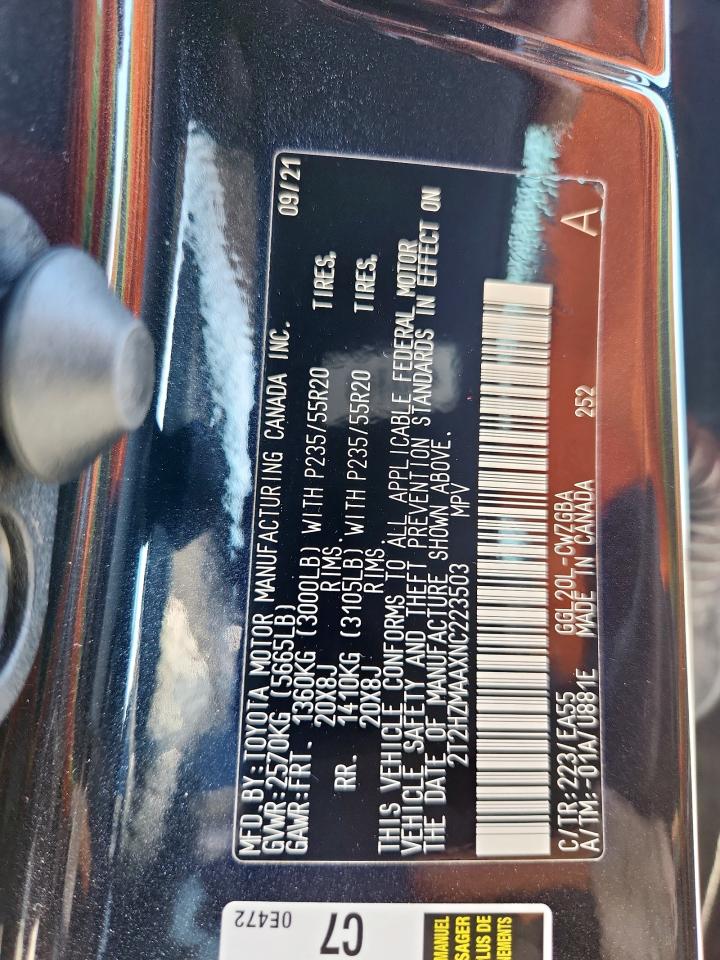 MFD.BY:TOYOTA MOTOR MANUFACTURING CANADA INC. 09/21
GVWR:2570KG (5665LB)
GAWR:FRT. 1360KG (3000LB) WITH P235/55R20 TIRES,
20X8J RIMS
RR. 1410KG (3105LB) WITH P235/55R20 TIRES,
20X8J RIMS
THIS VEHICLE CONFORMS TO ALL APPLICABLE FEDERAL MOTOR
VEHICLE SAFETY AND THEFT PREVENTION STANDARDS IN EFFECT ON
THE DATE OF MANUFACTURE SHOWN ABOVE.
2T2HZMAAXNC223503 MPV
C/TR:223/EA55 GGL20L-CWZGBA 252 A
A/TM:-01A/U881E MADE IN CANADA
0E472
C7
MANUEL
SAGER
PLUS DE
NEMENTS